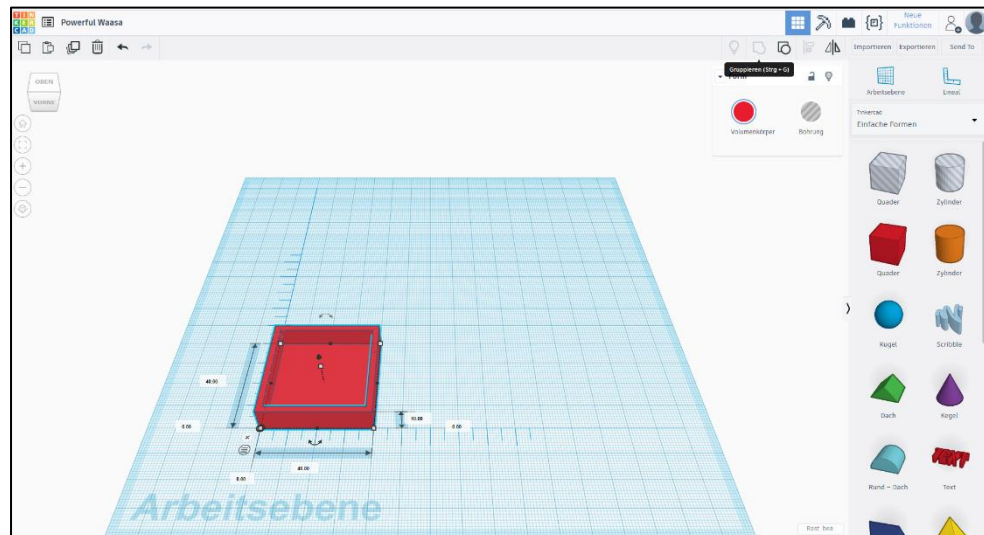 TIN
KER
CAD
Powerful Waasa
Neue
Funktionen
Importieren
Exportieren
Send To
Gruppieren (Strg + G)
Form
Volumenkörper
Bohrung
OBEN
VORNE
Arbeitsebene
Lineal
Tinkercad
Einfache Formen
Quader
Zylinder
Quader
Zylinder
Kugel
Scribble
Dach
Kegel
Rund – Dach
Text
TEXT
40.00
0.00
10.00
0.00
40.00
0.00
Arbeitsebene